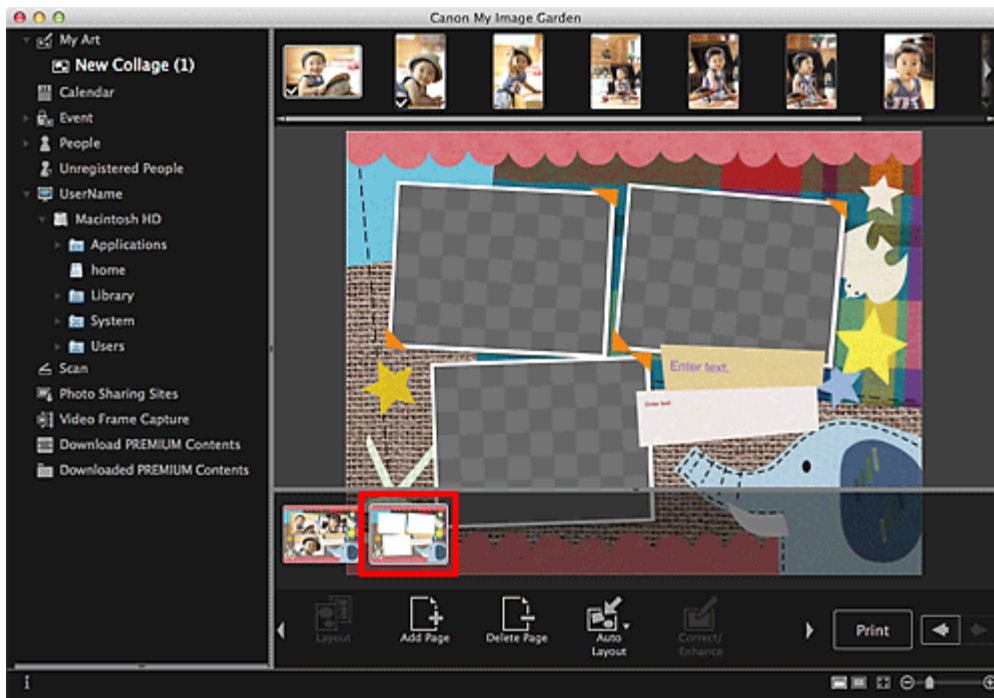 Canon My Image Garden
My Art
New Collage (1)
Calendar
Event
People
Unregistered People
UserName
Macintosh HD
Applications
home
Library
System
Users
Scan
Photo Sharing Sites
Video Frame Capture
Download PREMIUM Contents
Downloaded PREMIUM Contents
Enter text.
Enter text
Layout
Add Page
Delete Page
Auto
Layout
Correct/
Enhance
Print